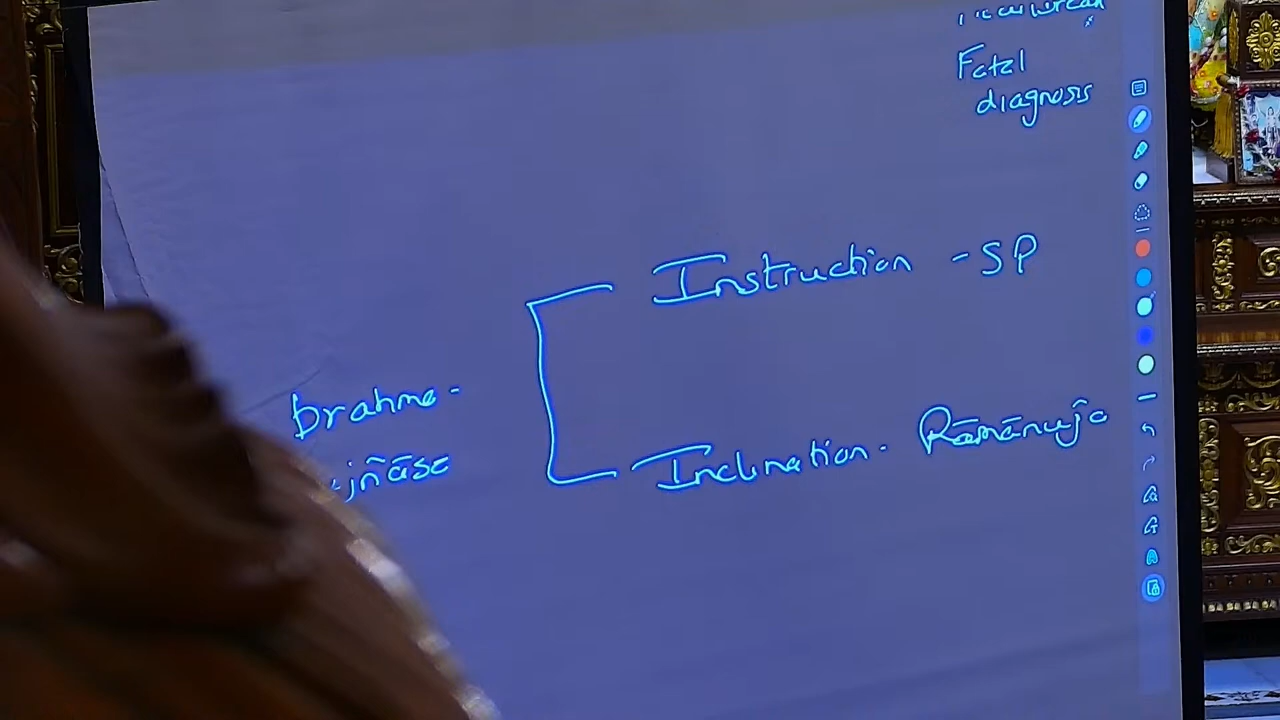 Fatal
diagnosis
Instruction - SP
brahma-
jñāsa
Inclination - Rāmānuja